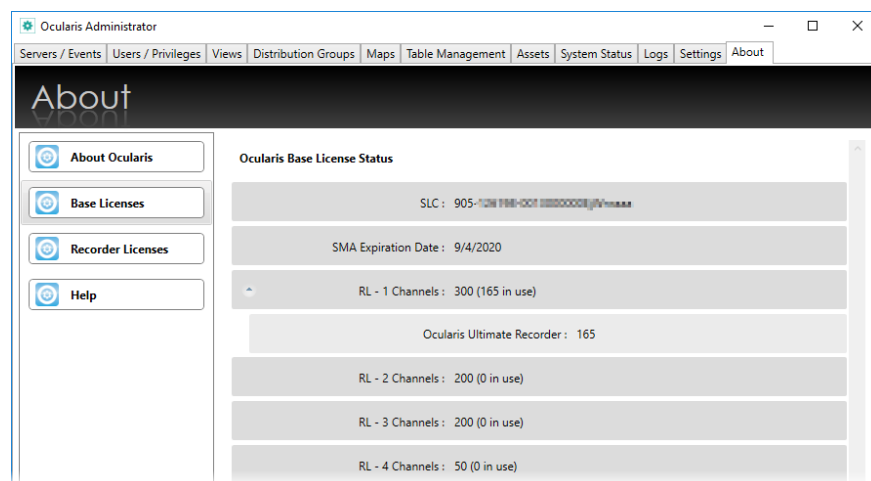 Ocularis Administrator
Servers / Events Users / Privileges Views Distribution Groups Maps Table Management Assets System Status Logs Settings About
About
About Ocularis
Base Licenses
Recorder Licenses
Help
Ocularis Base License Status
SLC : 905-
SMA Expiration Date : 9/4/2020
RL - 1 Channels : 300 (165 in use)
Ocularis Ultimate Recorder : 165
RL - 2 Channels : 200 (0 in use)
RL - 3 Channels : 200 (0 in use)
RL - 4 Channels : 50 (0 in use)